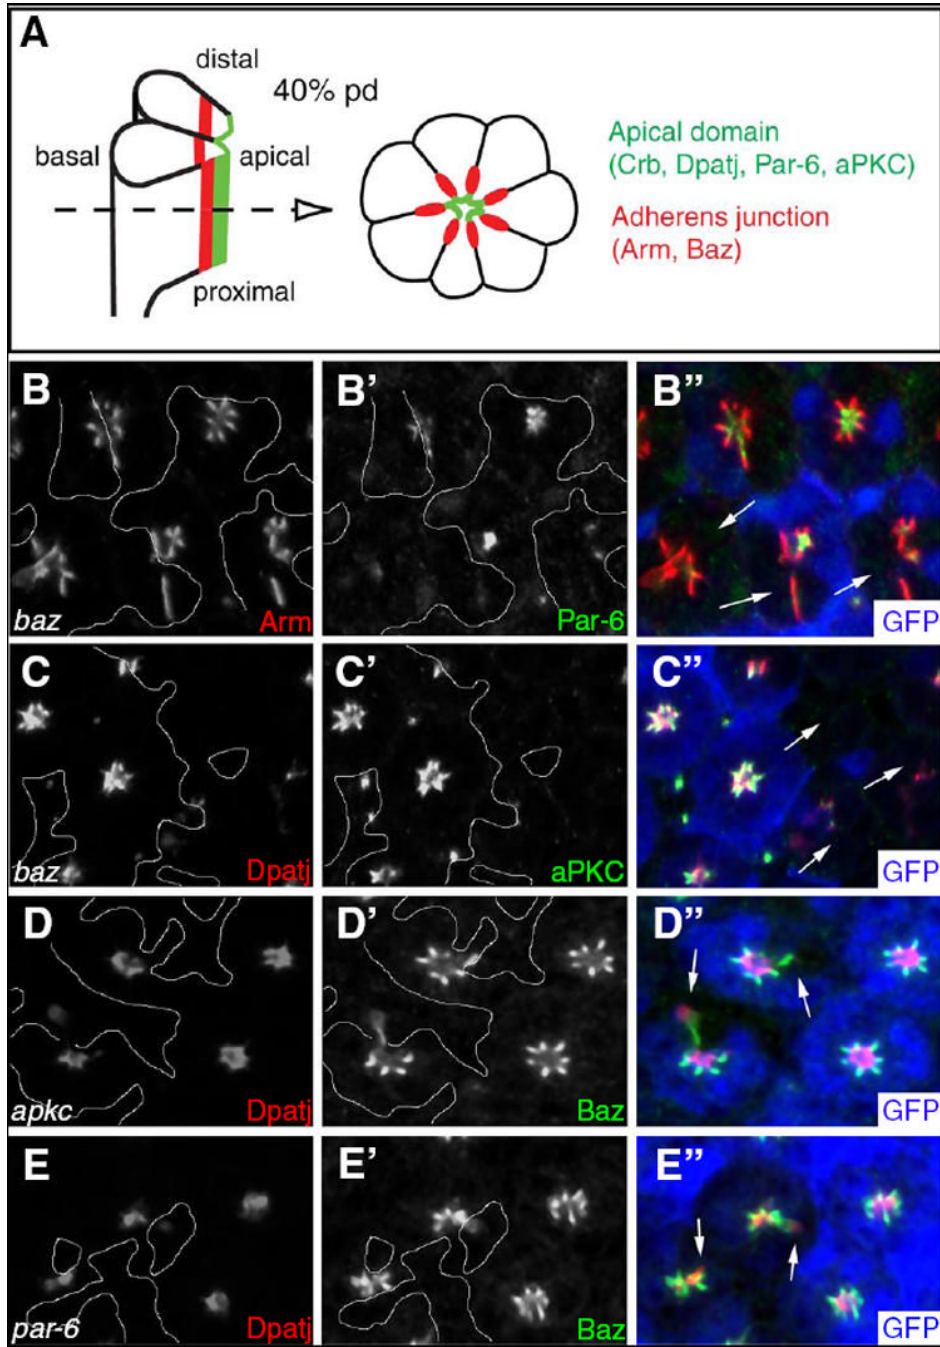 A
distal
40% pd
basal
apical
proximal
Apical domain
(Crb, Dpatj, Par-6, aPKC)
Adherens junction
(Arm, Baz)
B
baz
Arm
B'
Par-6
B"
GFP
C
baz
Dpatj
C'
aPKC
C"
GFP
D
apkc
Dpatj
D'
Baz
D"
GFP
E
par-6
Dpatj
E'
Baz
E"
GFP